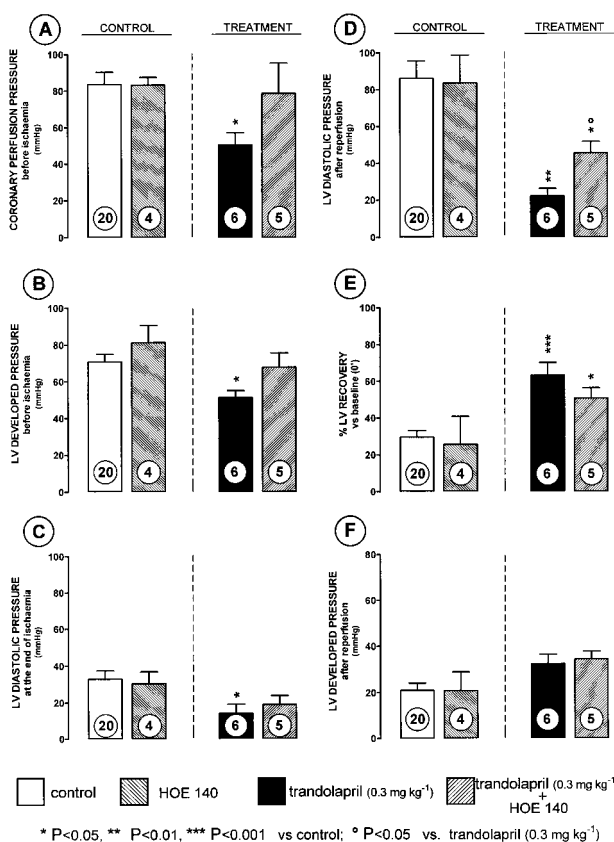 A
CONTROL
TREATMENT
CORONARY PERFUSION PRESSURE
before ischaemia
(mmHg)
100
80
60
40
20
0
*
20
4
6
5
D
CONTROL
TREATMENT
LV DIASTOLIC PRESSURE
after reperfusion
(mmHg)
100
80
60
40
20
0
**
* °
20
4
6
5
B
LV DEVELOPED PRESSURE
before ischaemia
(mmHg)
100
80
60
40
20
0
*
20
4
6
5
E
% LV RECOVERY
vs baseline (0')
100
80
60
40
20
0
***
*
20
4
6
5
C
LV DIASTOLIC PRESSURE
at the end of ischaemia
(mmHg)
100
80
60
40
20
0
*
20
4
6
5
F
LV DEVELOPED PRESSURE
after reperfusion
(mmHg)
80
60
40
20
0
20
4
6
5
control
HOE 140
trandolapril (0.3 mg kg⁻¹)
trandolapril (0.3 mg kg⁻¹)
+
HOE 140
* P<0.05, ** P<0.01, *** P<0.001 vs control; ° P<0.05 vs. trandolapril (0.3 mg kg⁻¹)